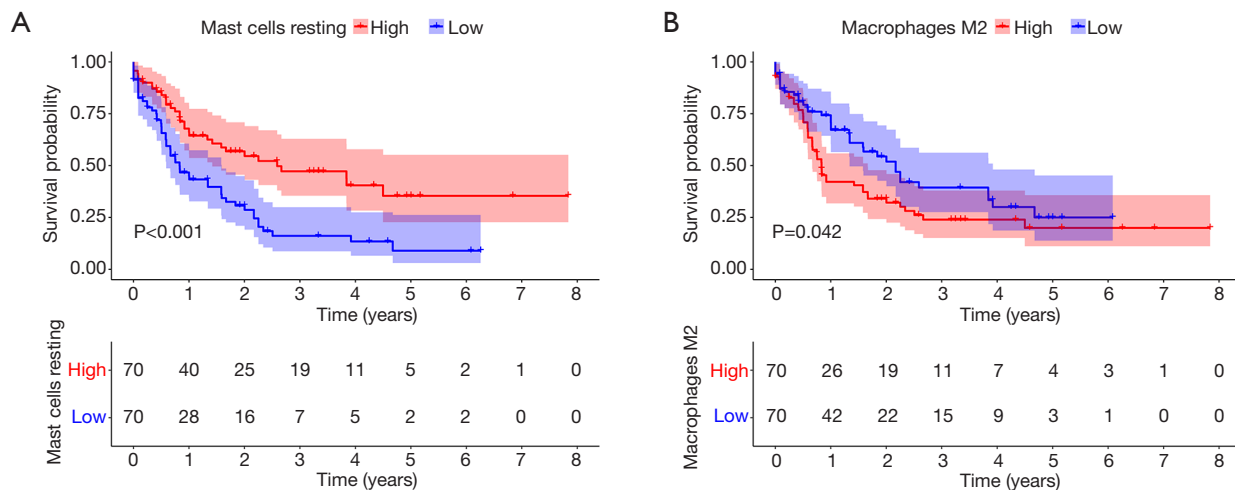 A
Mast cells resting High Low
Survival probability
1.00
0.75
0.50
0.25
0.00
P<0.001
0 1 2 3 4 5 6 7 8
Time (years)
Mast cells resting
High 70 40 25 19 11 5 2 1 0
Low 70 28 16 7 5 2 2 0 0
0 1 2 3 4 5 6 7 8
Time (years)
B
Macrophages M2 High Low
Survival probability
1.00
0.75
0.50
0.25
0.00
P=0.042
0 1 2 3 4 5 6 7 8
Time (years)
Macrophages M2
High 70 26 19 11 7 4 3 1 0
Low 70 42 22 15 9 3 1 0 0
0 1 2 3 4 5 6 7 8
Time (years)